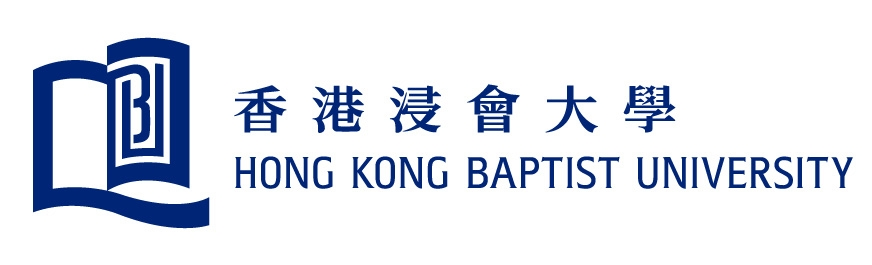 香港浸會大學
HONG KONG BAPTIST UNIVERSITY